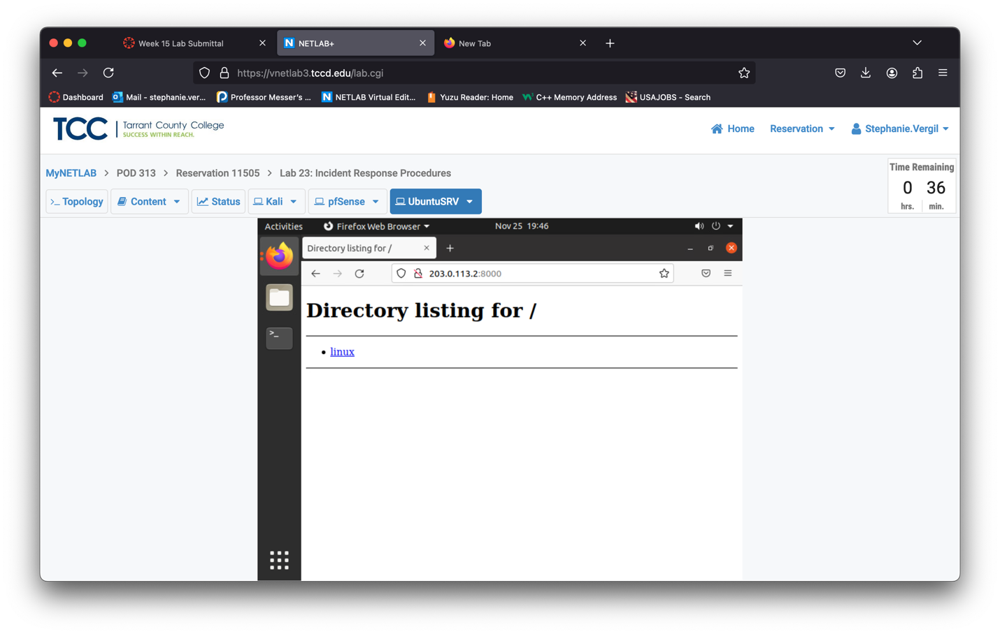 Week 15 Lab Submittal
NETLAB+
New Tab
https://vnetlab3.tccd.edu/lab.cgi
Dashboard
Mail - stephanie.ver...
Professor Messer's ...
NETLAB Virtual Edit...
Yuzu Reader: Home
C++ Memory Address
USAJOBS - Search
TCC
Tarrant County College
SUCCESS WITHIN REACH.
Home
Reservation
Stephanie.Vergil
MyNETLAB > POD 313 > Reservation 11505 > Lab 23: Incident Response Procedures
Time Remaining
0 36
hrs. min.
>_ Topology
Content
Status
Kali
pfSense
UbuntuSRV
Activities
Firefox Web Browser
Nov 25 19:46
Directory listing for /
203.0.113.2:8000
Directory listing for /
• linux